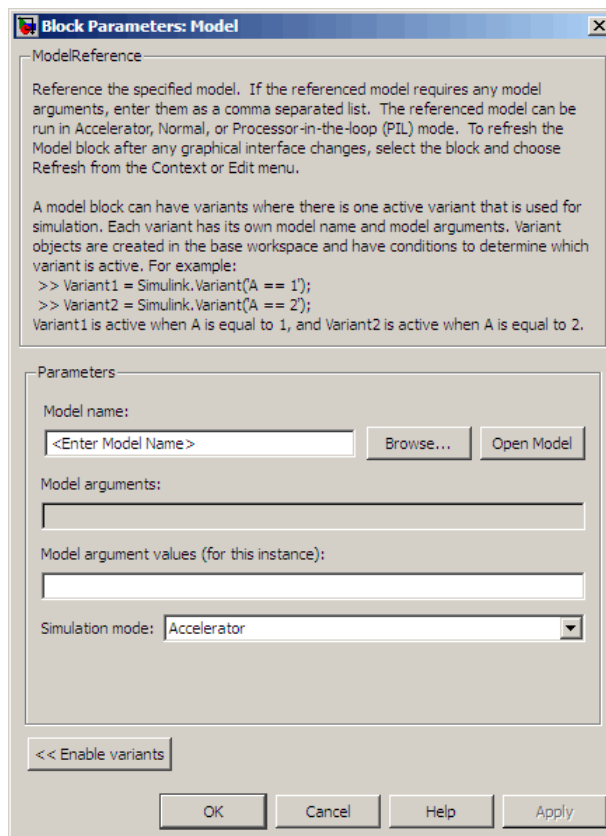 Block Parameters: Model
ModelReference
Reference the specified model.  If the referenced model requires any model
arguments, enter them as a comma separated list.  The referenced model can be
run in Accelerator, Normal, or Processor-in-the-loop (PIL) mode.  To refresh the
Model block after any graphical interface changes, select the block and choose
Refresh from the Context or Edit menu.
A model block can have variants where there is one active variant that is used for
simulation. Each variant has its own model name and model arguments. Variant
objects are created in the base workspace and have conditions to determine which
variant is active. For example:
>> Variant1 = Simulink.Variant('A == 1');
>> Variant2 = Simulink.Variant('A == 2');
Variant1 is active when A is equal to 1, and Variant2 is active when A is equal to 2.
Parameters
Model name:
<Enter Model Name> Browse... Open Model
Model arguments:
Model argument values (for this instance):
Simulation mode: Accelerator
<< Enable variants
OK Cancel Help Apply